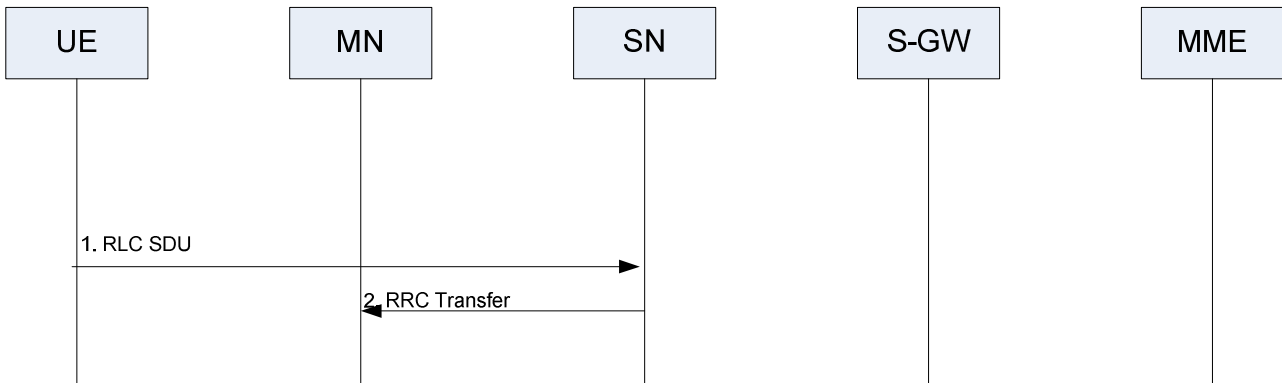 UE
MN
SN
S-GW
MME
1. RLC SDU
2. RRC Transfer